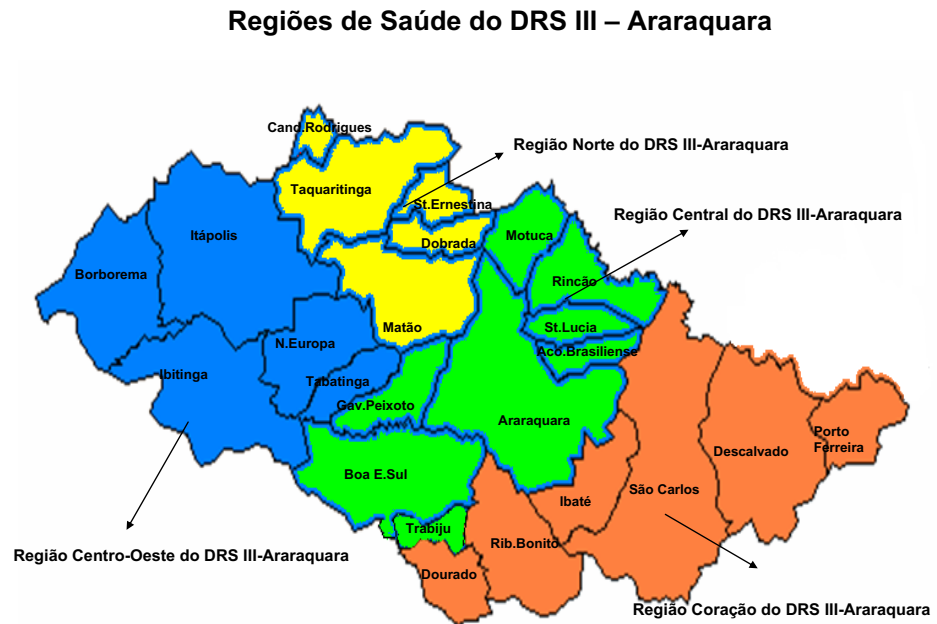 Regiões de Saúde do DRS III – Araraquara
Cand.Rodrigues
Região Norte do DRS III-Araraquara
Taquaritinga
St.Ernestina
Região Central do DRS III-Araraquara
Itápolis
Motuca
Dobrada
Borborema
Rincão
Matão
St.Lucia
N.Europa
Aco.Brasiliense
Ibitinga
Tabatinga
Gav.Peixoto
Araraquara
Porto
Ferreira
Descalvado
Boa E.Sul
São Carlos
Ibaté
Trabiju
Rib.Bonito
Região Centro-Oeste do DRS III-Araraquara
Dourado
Região Coração do DRS III-Araraquara